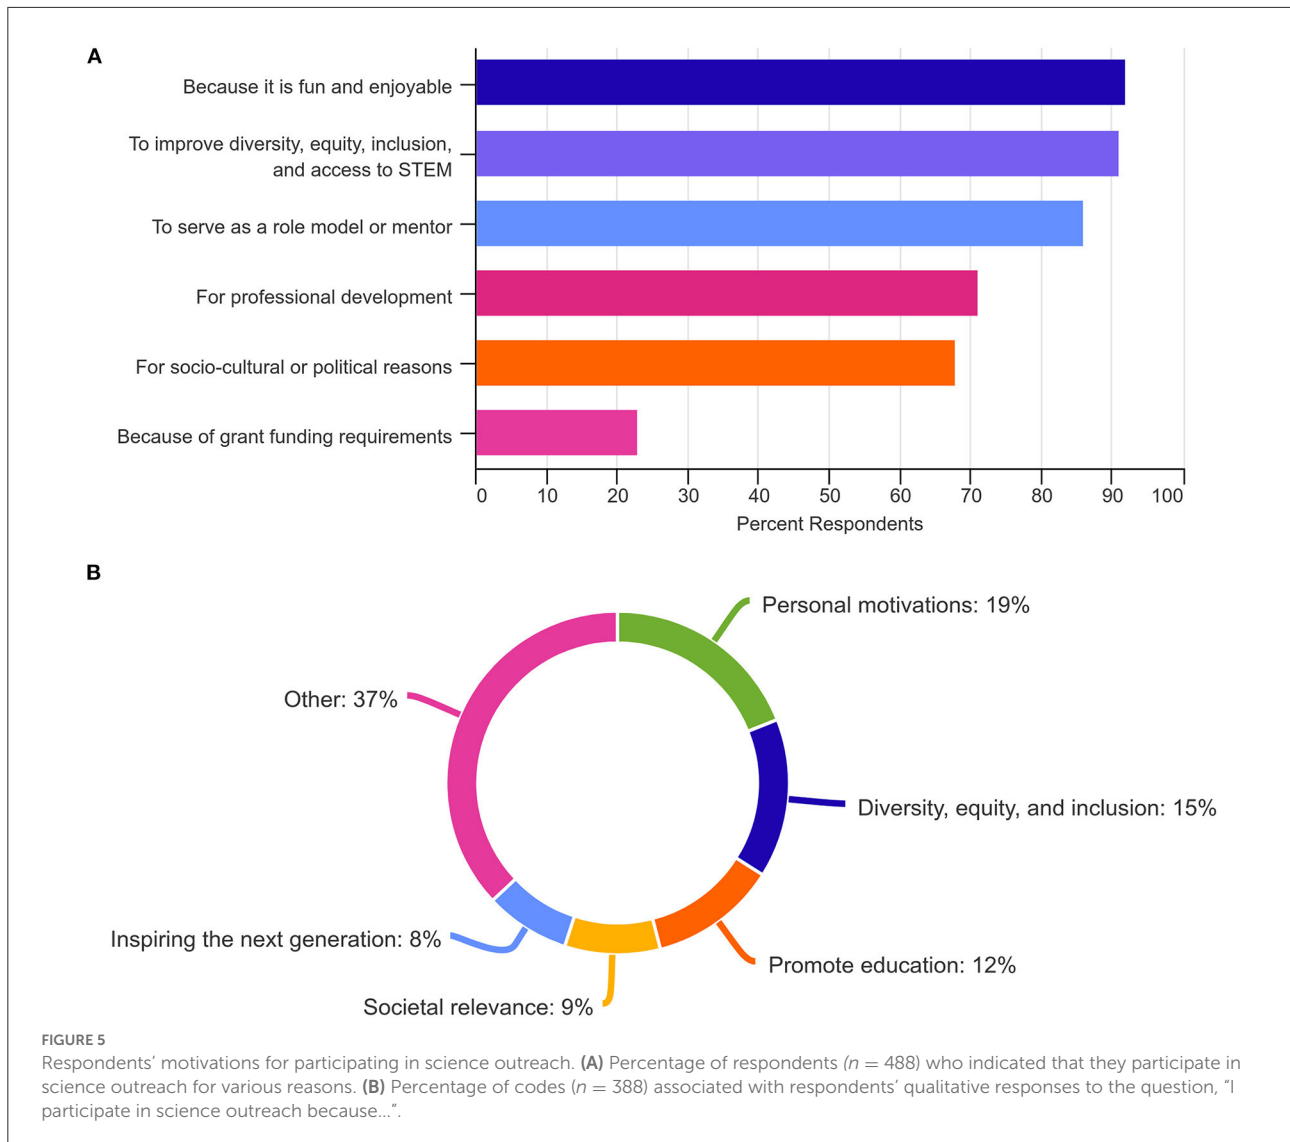 A
Because it is fun and enjoyable
To improve diversity, equity, inclusion,
and access to STEM
To serve as a role model or mentor
For professional development
For socio-cultural or political reasons
Because of grant funding requirements
0 10 20 30 40 50 60 70 80 90 100
Percent Respondents
B
Personal motivations: 19%
Other: 37%
Diversity, equity, and inclusion: 15%
Inspiring the next generation: 8%
Promote education: 12%
Societal relevance: 9%
FIGURE 5
Respondents’ motivations for participating in science outreach. (A) Percentage of respondents (n = 488) who indicated that they participate in
science outreach for various reasons. (B) Percentage of codes (n = 388) associated with respondents’ qualitative responses to the question, “I
participate in science outreach because...”.